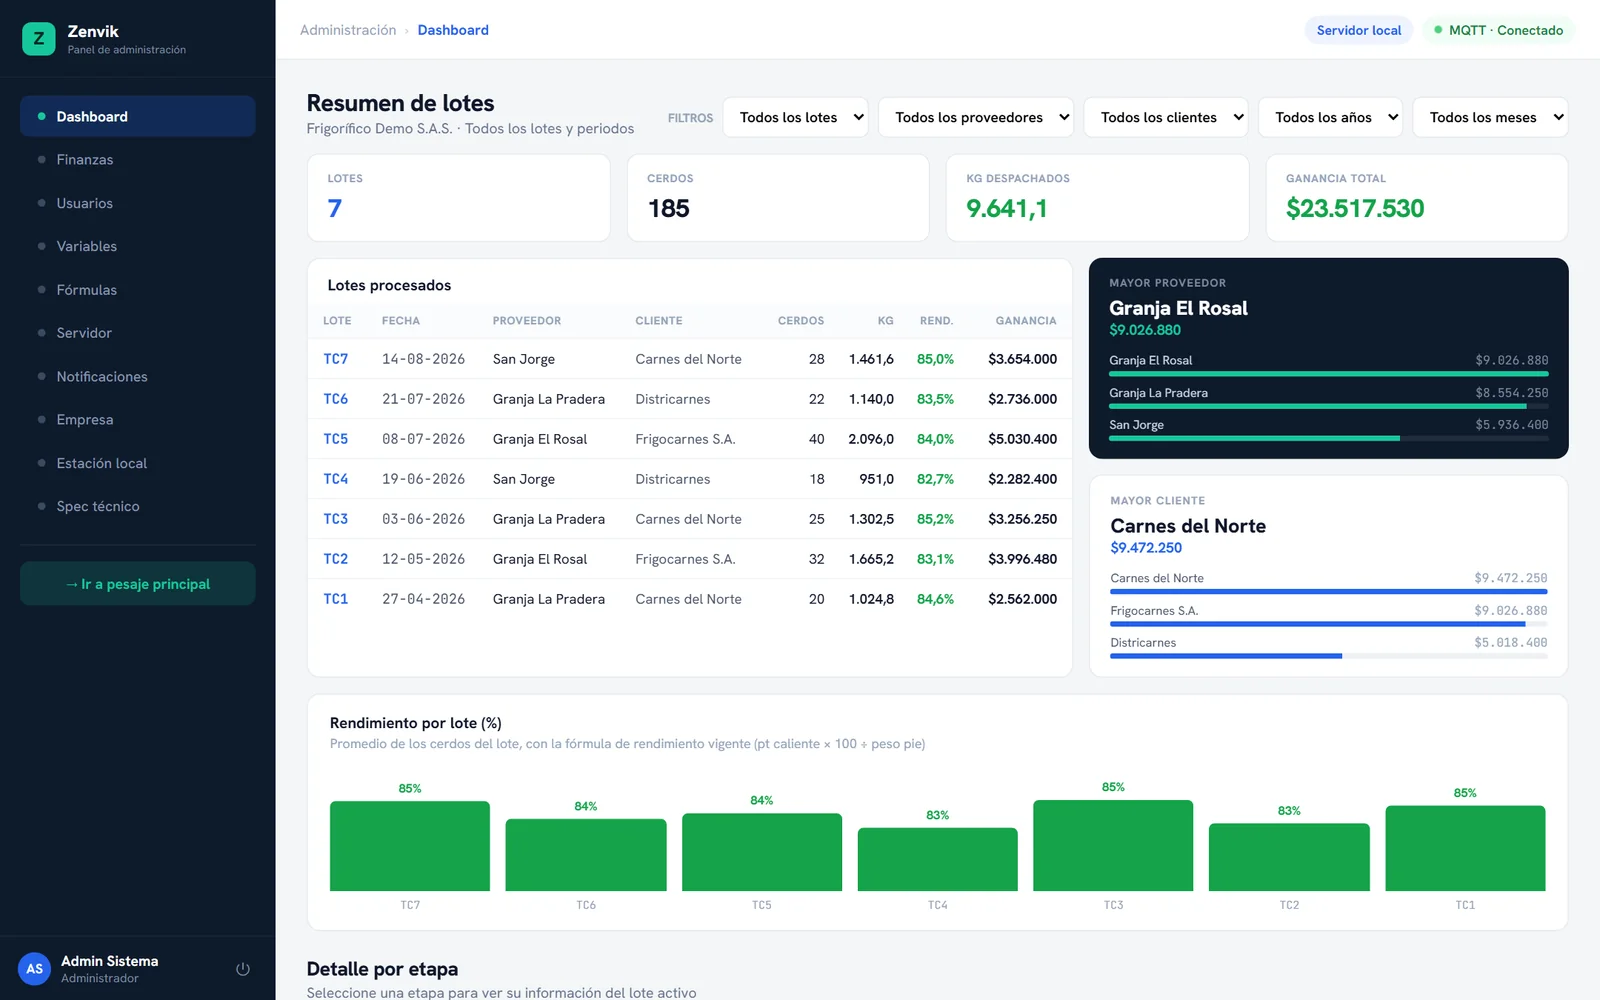 Z
Zenvik
Panel de administración
Dashboard
Finanzas
Usuarios
Variables
Fórmulas
Servidor
Notificaciones
Empresa
Estación local
Spec técnico
→ Ir a pesaje principal
AS
Admin Sistema
Administrador
Administración › Dashboard
Servidor local
MQTT · Conectado
Resumen de lotes
Frigorífico Demo S.A.S. · Todos los lotes y periodos
FILTROS
Todos los lotes
Todos los proveedores
Todos los clientes
Todos los años
Todos los meses
LOTES
7
CERDOS
185
KG DESPACHADOS
9.641,1
GANANCIA TOTAL
$23.517.530
Lotes procesados
LOTE FECHA PROVEEDOR CLIENTE CERDOS KG REND. GANANCIA
TC7 14-08-2026 San Jorge Carnes del Norte 28 1.461,6 85,0% $3.654.000
TC6 21-07-2026 Granja La Pradera Districarnes 22 1.140,0 83,5% $2.736.000
TC5 08-07-2026 Granja El Rosal Frigocarnes S.A. 40 2.096,0 84,0% $5.030.400
TC4 19-06-2026 San Jorge Districarnes 18 951,0 82,7% $2.282.400
TC3 03-06-2026 Granja La Pradera Carnes del Norte 25 1.302,5 85,2% $3.256.250
TC2 12-05-2026 Granja El Rosal Frigocarnes S.A. 32 1.665,2 83,1% $3.996.480
TC1 27-04-2026 Granja La Pradera Carnes del Norte 20 1.024,8 84,6% $2.562.000
MAYOR PROVEEDOR
Granja El Rosal
$9.026.880
Granja El Rosal $9.026.880
Granja La Pradera $8.554.250
San Jorge $5.936.400
MAYOR CLIENTE
Carnes del Norte
$9.472.250
Carnes del Norte $9.472.250
Frigocarnes S.A. $9.026.880
Districarnes $5.018.400
Rendimiento por lote (%)
Promedio de los cerdos del lote, con la fórmula de rendimiento vigente (pt caliente × 100 ÷ peso pie)
85% 84% 84% 83% 85% 83% 85%
TC7 TC6 TC5 TC4 TC3 TC2 TC1
Detalle por etapa
Seleccione una etapa para ver su información del lote activo